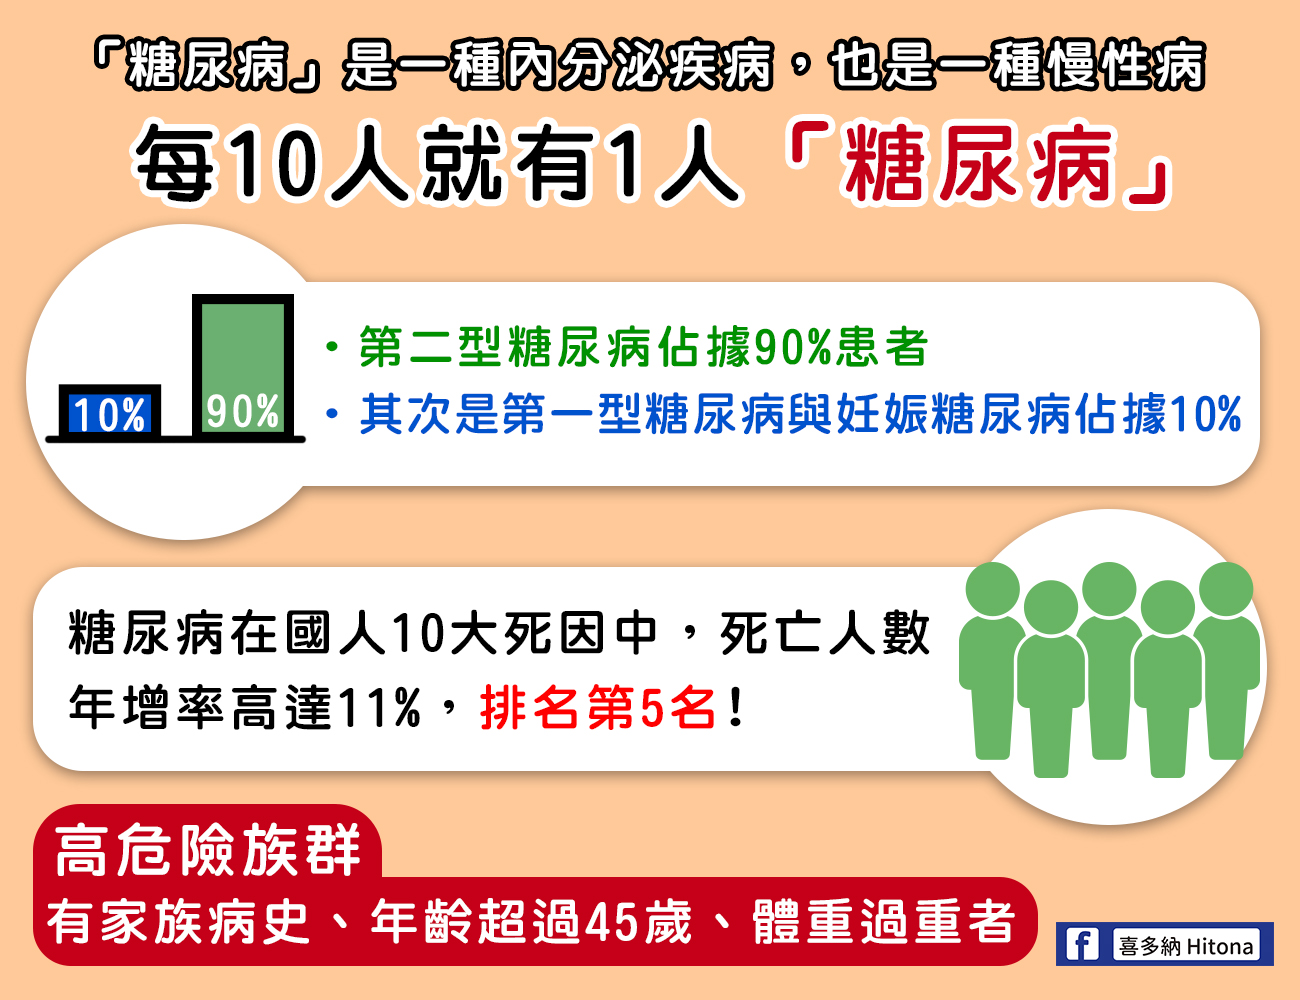 「糖尿病」是一種內分泌疾病，也是一種慢性病
每10人就有1人「糖尿病」
10%
90%
・第二型糖尿病佔據90%患者
・其次是第一型糖尿病與妊娠糖尿病佔據10%
糖尿病在國人10大死因中，死亡人數
年增率高達11%，排名第5名!
高危險族群
有家族病史、年齡超過45歲、體重過重者
f 喜多納 Hitona